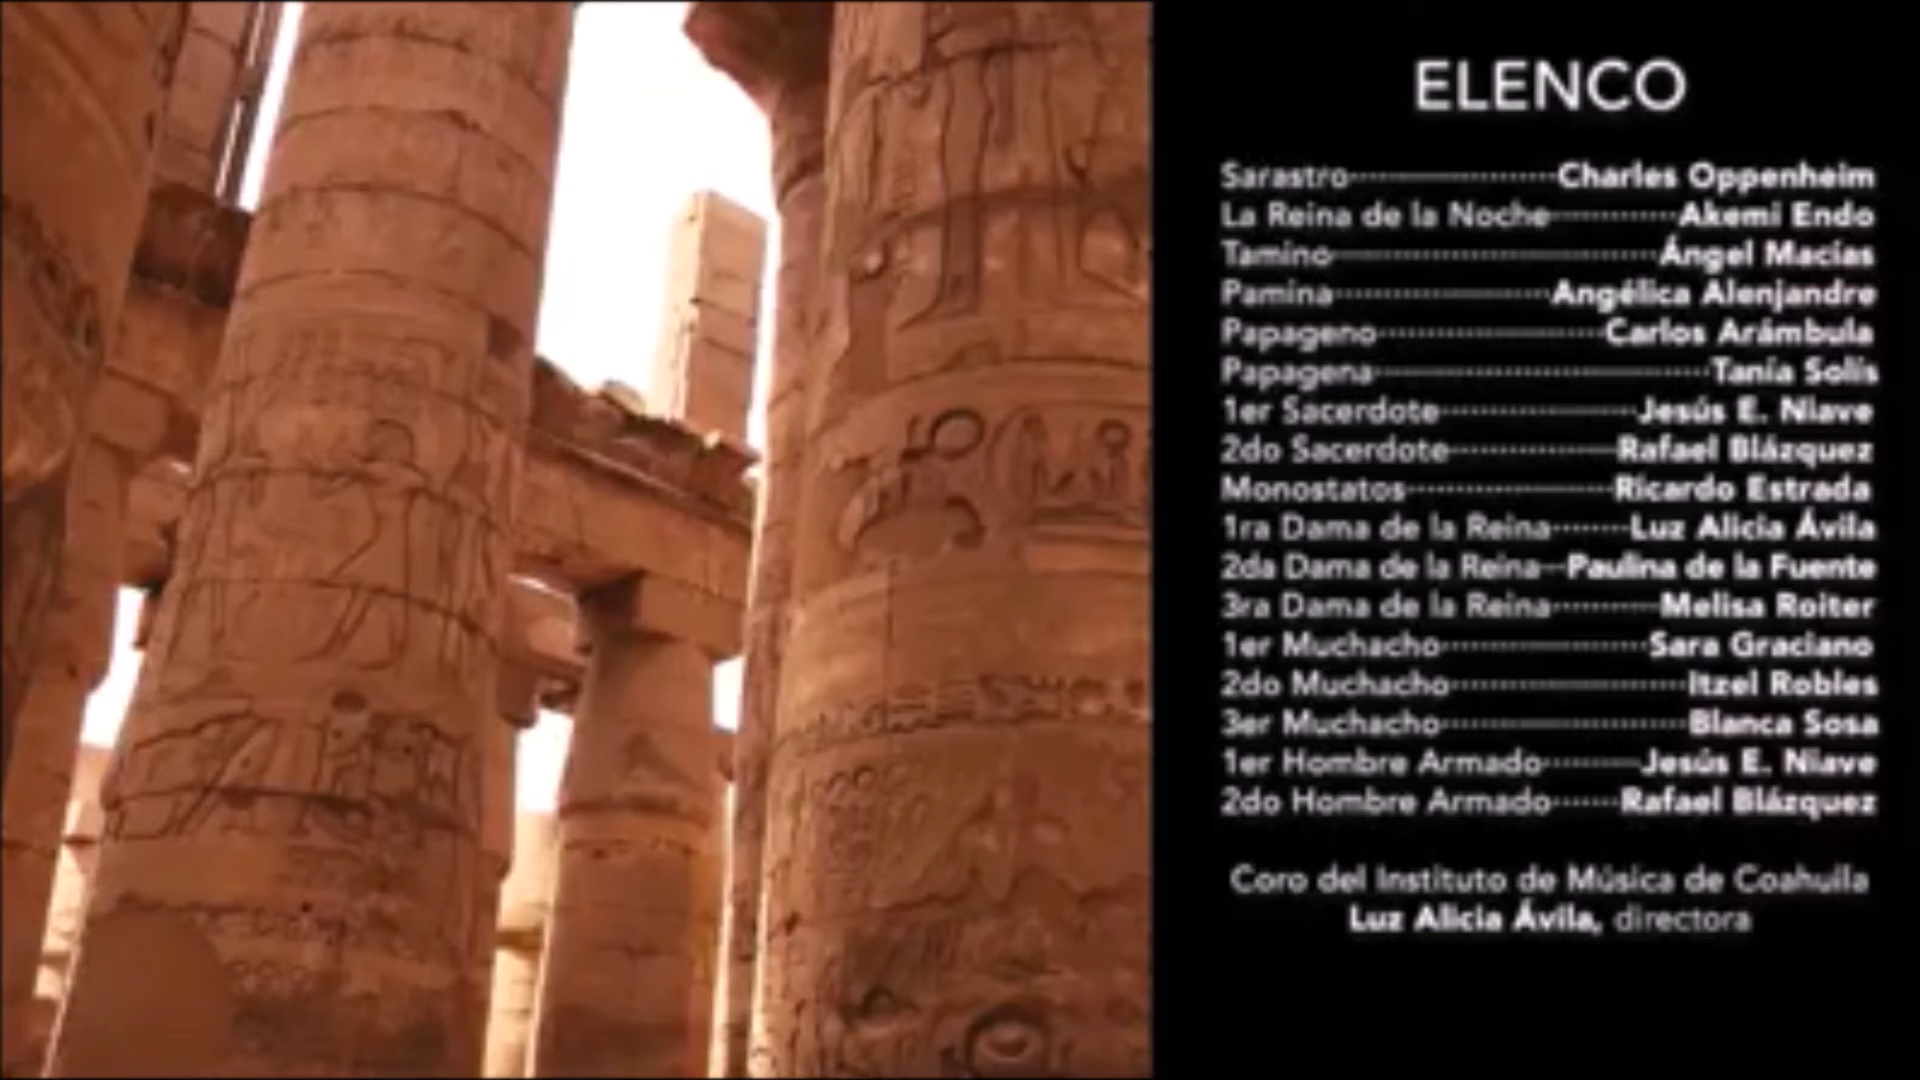 ELENCO
Sarastro Charles Oppenheim
La Reina de la Noche Akemi Endo
Tamino Ángel Macías
Pamina Angélica Alenjandre
Papageno Carlos Arámbula
Papagena Tanía Solís
1er Sacerdote Jesús E. Niave
2do Sacerdote Rafael Blázquez
Monostatos Ricardo Estrada
1ra Dama de la Reina Luz Alicia Ávila
2da Dama de la Reina Paulina de la Fuente
3ra Dama de la Reina Melisa Roiter
1er Muchacho Sara Graciano
2do Muchacho Itzel Robles
3er Muchacho Blanca Sosa
1er Hombre Armado Jesús E. Niave
2do Hombre Armado Rafael Blázquez
Coro del Instituto de Música de Coahuila
Luz Alicia Ávila, directora